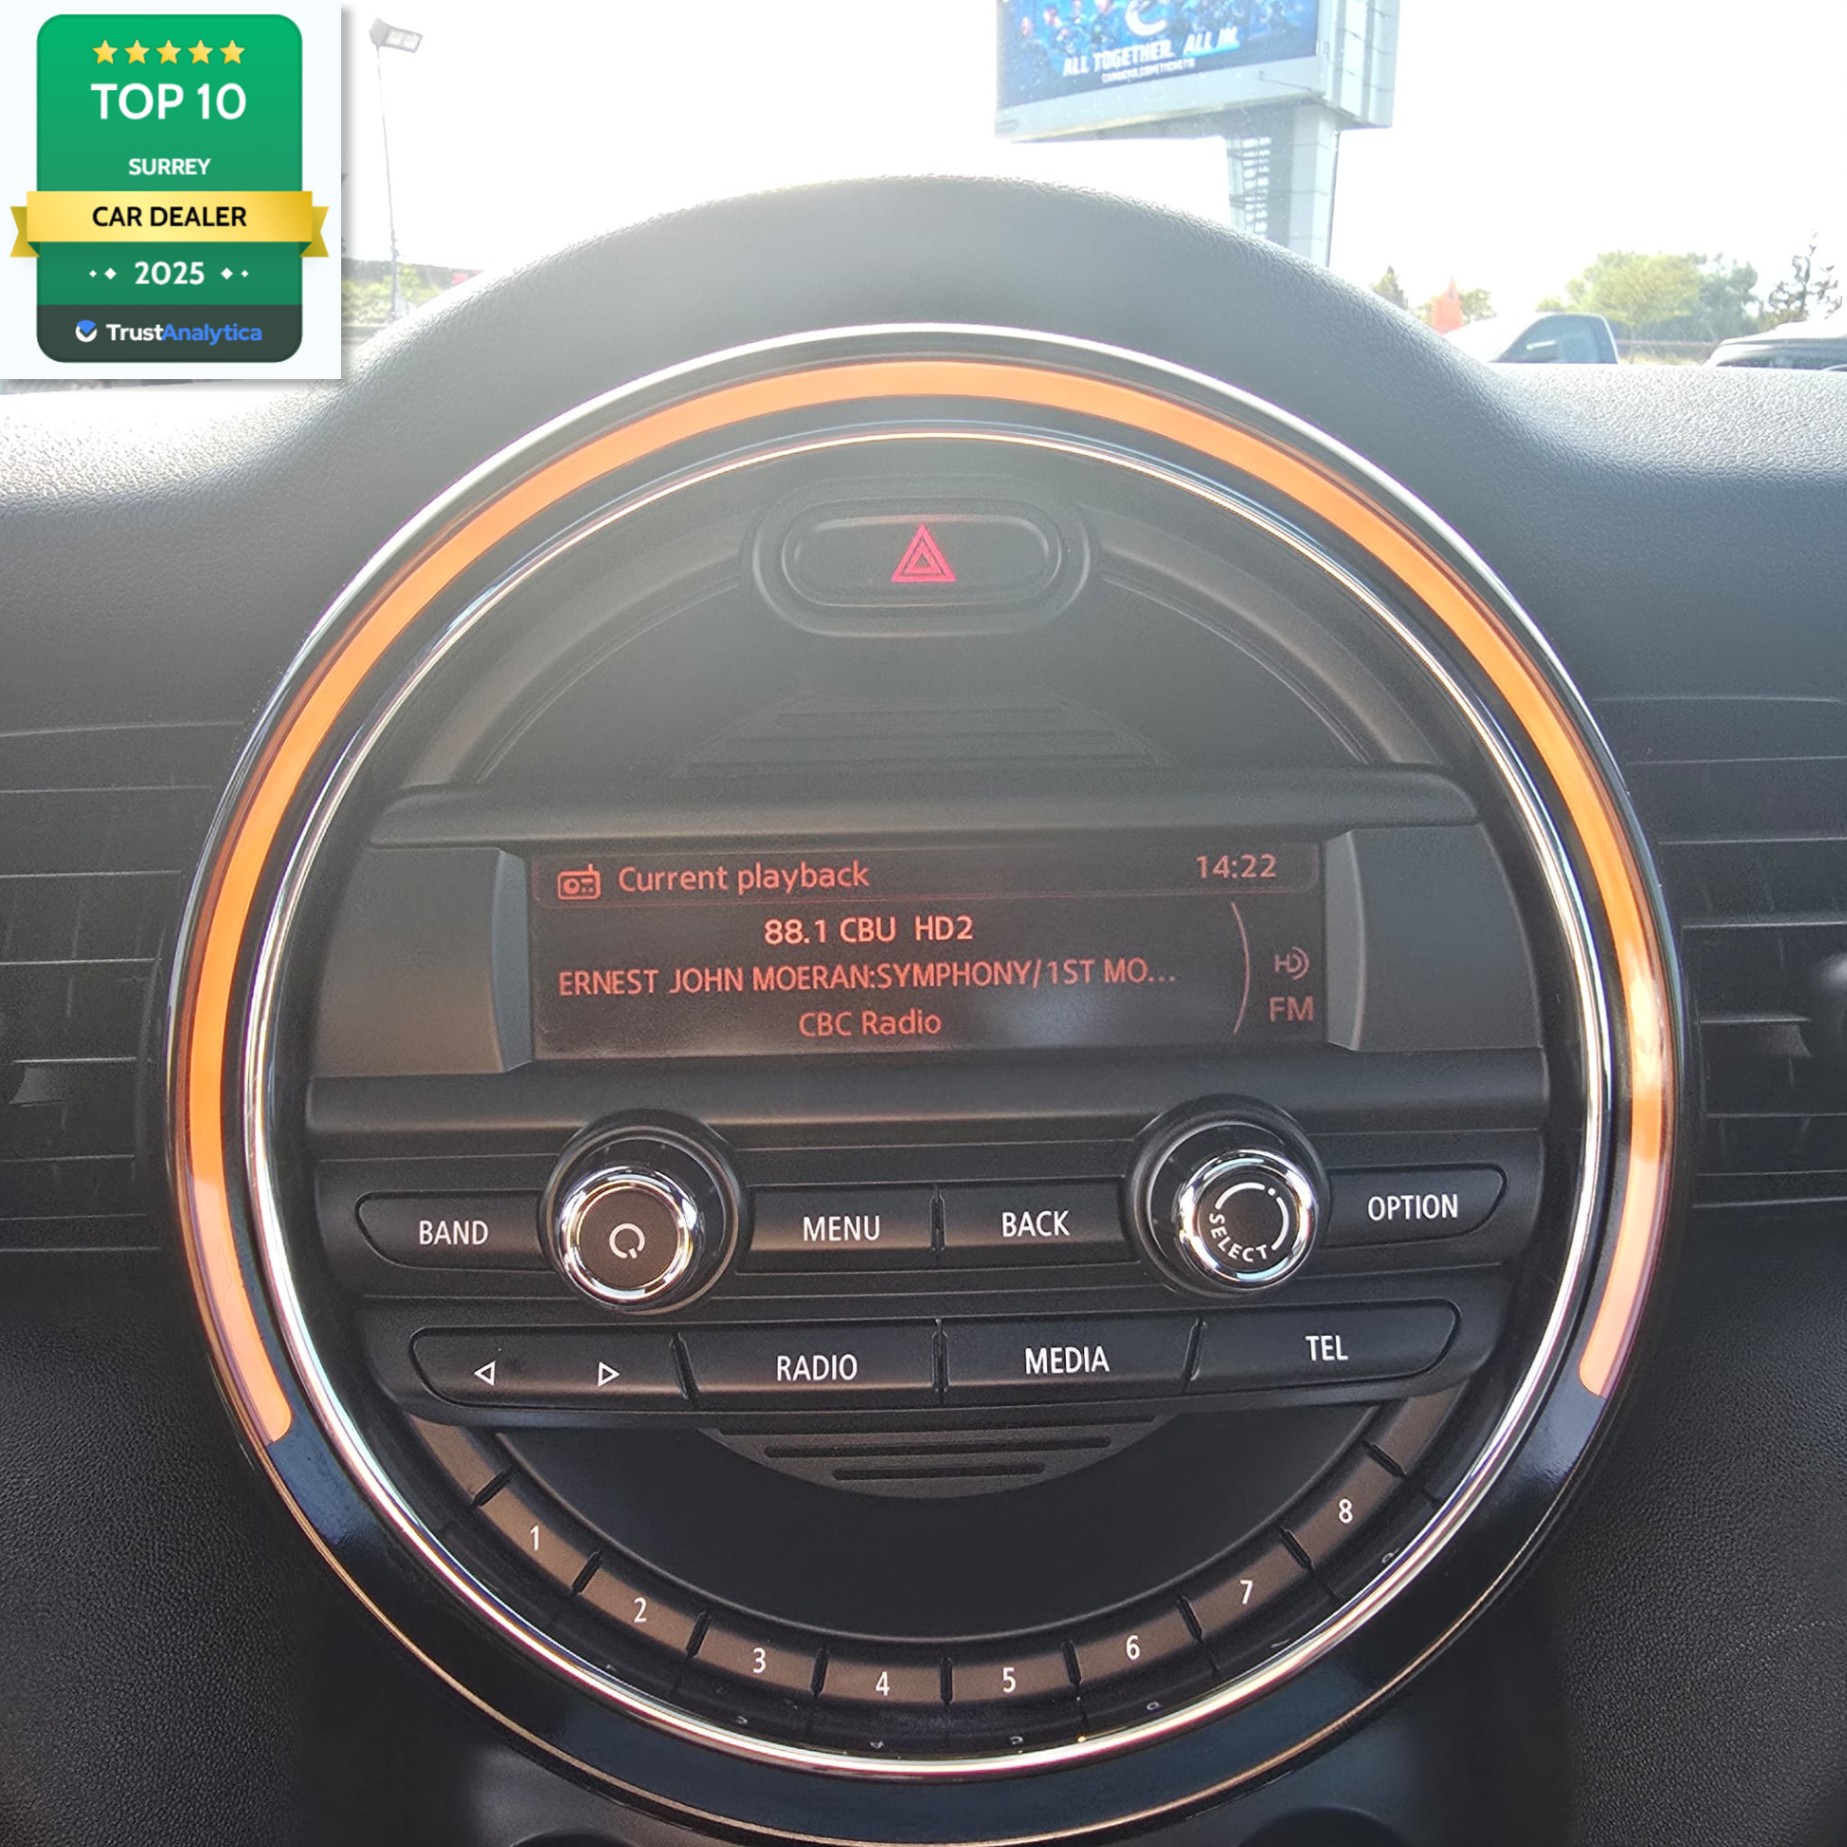 TOP 10
SURREY
CAR DEALER
2025
TrustAnalytica
ALL TOGETHER. ALL IN.
Current playback 14:22
88.1 CBU HD2
ERNEST JOHN MOERAN:SYMPHONY/1ST MO...
CBC Radio
HD
FM
BAND MENU BACK SELECT OPTION
RADIO MEDIA TEL
1 2 3 4 5 6 7 8